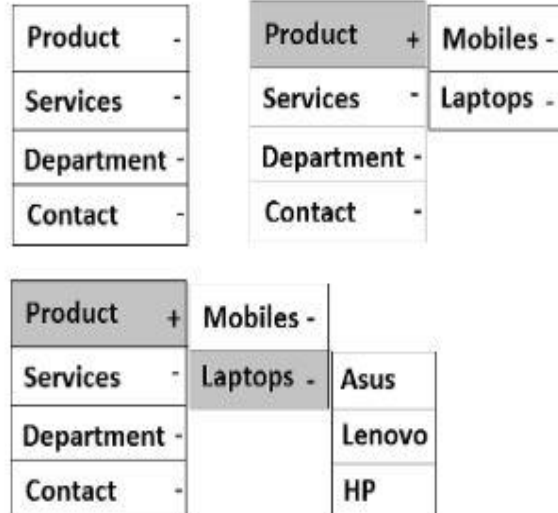 Product -
Services -
Department -
Contact -
Product + Mobiles -
Services - Laptops -
Department -
Contact -
Product + Mobiles -
Services - Laptops - Asus
Department - Lenovo
Contact - HP